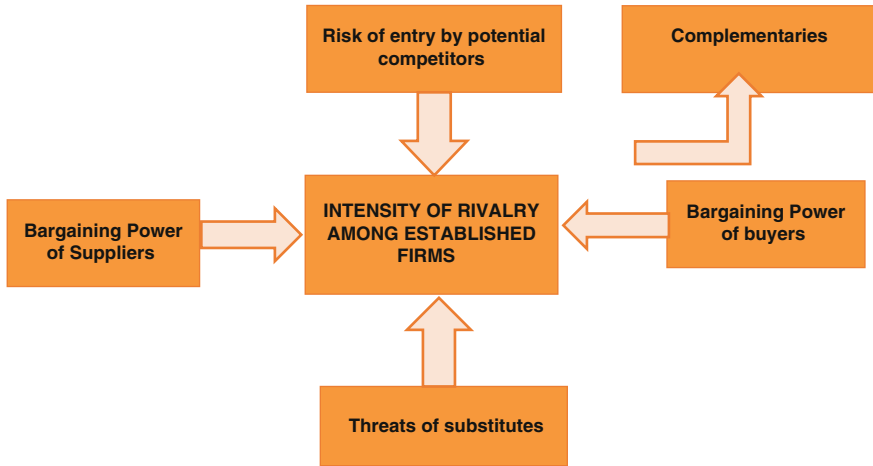 Risk of entry by potential
competitors
Complementaries
Bargaining Power
of Suppliers
INTENSITY OF RIVALRY
AMONG ESTABLISHED
FIRMS
Bargaining Power
of buyers
Threats of substitutes